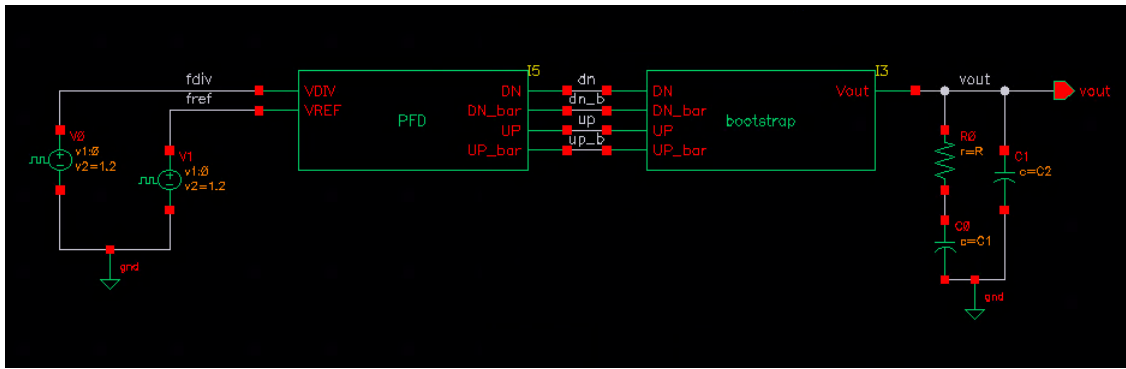 fdiv
fref
V0
v1:0
v2=1.2
V1
v1:0
v2=1.2
gnd
I5
VDIV
VREF
PFD
DN
DN_bar
UP
UP_bar
dn
dn_b
up
up_b
I3
DN
DN_bar
UP
UP_bar
bootstrap
Vout
vout
vout
R0
r=R
C0
c=C1
C1
c=C2
gnd